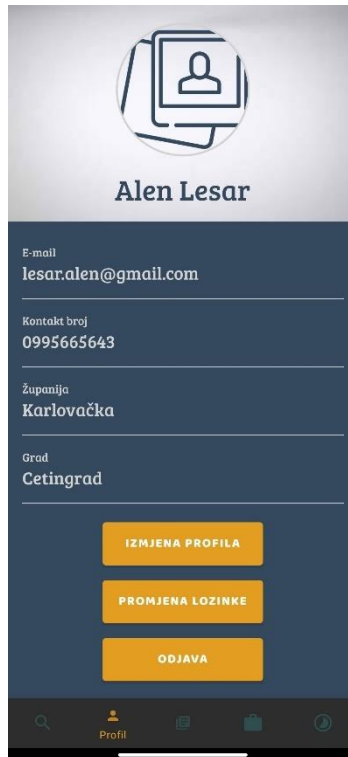 Alen Lesar
E-mail
lesar.alen@gmail.com
Kontakt broj
0995665643
Županija
Karlovačka
Grad
Cetingrad
IZMJENA PROFILA
PROMJENA LOZINKE
ODJAVA
Profil